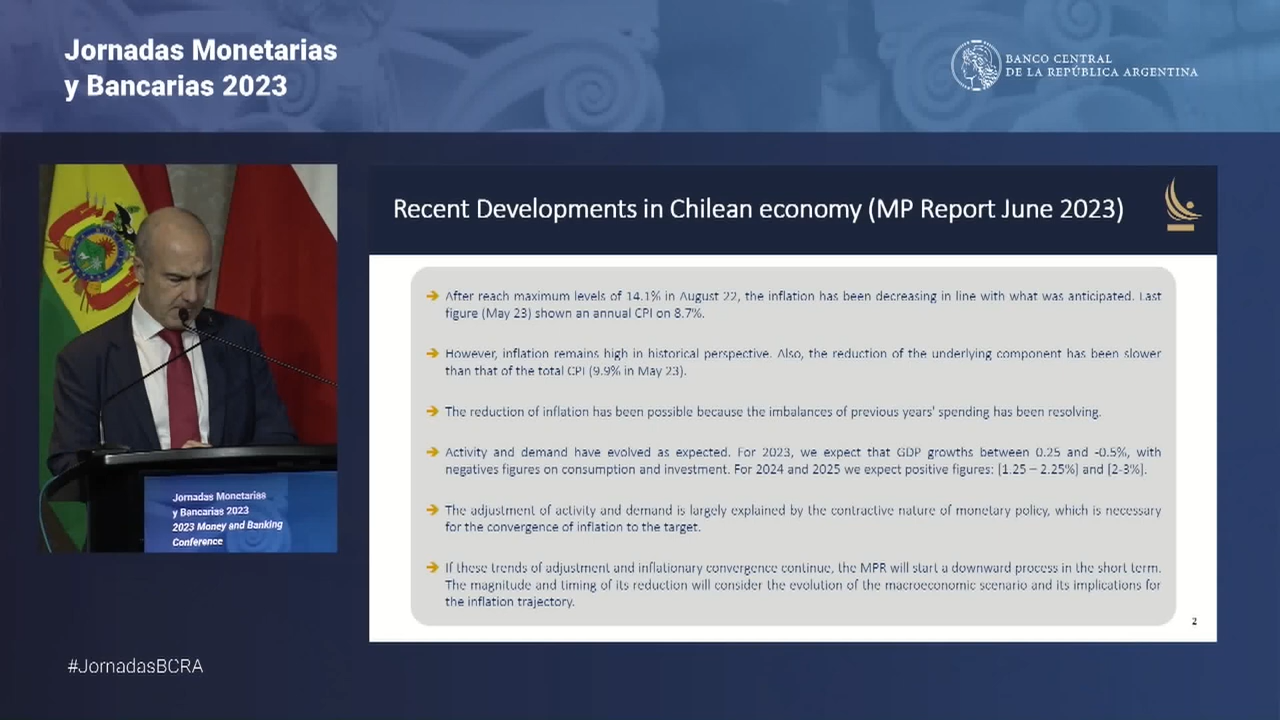 Jornadas Monetarias
y Bancarias 2023
BANCO CENTRAL
DE LA REPÚBLICA ARGENTINA
Recent Developments in Chilean economy (MP Report June 2023)
After reach maximum levels of 14.1% in August 22, the inflation has been decreasing in line with what was anticipated. Last
figure (May 23) shown an annual CPI on 8.7%.
However, inflation remains high in historical perspective. Also, the reduction of the underlying component has been slower
than that of the total CPI (9.9% in May 23).
The reduction of inflation has been possible because the imbalances of previous years' spending has been resolving.
Activity and demand have evolved as expected. For 2023, we expect that GDP growths between 0.25 and -0.5%, with
negatives figures on consumption and investment. For 2024 and 2025 we expect positive figures: [1.25 – 2.25%] and [2-3%].
The adjustment of activity and demand is largely explained by the contractive nature of monetary policy, which is necessary
for the convergence of inflation to the target.
If these trends of adjustment and inflationary convergence continue, the MPR will start a downward process in the short term.
The magnitude and timing of its reduction will consider the evolution of the macroeconomic scenario and its implications for
the inflation trajectory.
2
Jornadas Monetarias
y Bancarias 2023
2023 Money and Banking
Conference
#JornadasBCRA